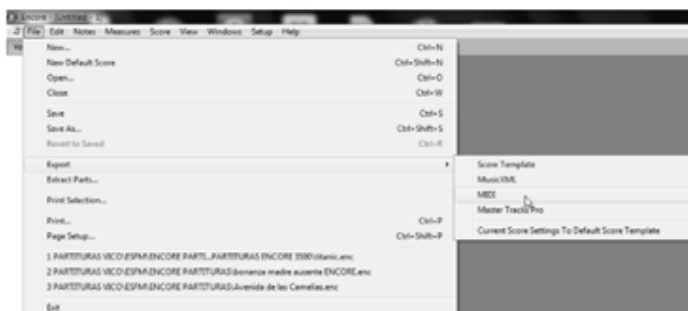 Encore - [Untitled - 1]
File Edit Notes Measures Score View Windows Setup Help
New... Ctrl+N
New Default Score Ctrl+Shift+N
Open... Ctrl+O
Close Ctrl+W
Save Ctrl+S
Save As... Ctrl+Shift+S
Revert to Saved Ctrl+R
Export
Score Template
Extract Parts...
MusicXML
Print Selection...
MIDI
Master Tracks Pro
Print... Ctrl+P
Page Setup... Ctrl+Shift+P
Current Score Settings To Default Score Template
1 PARTITURAS VICO\ESFM\ENCORE PARTI...PARTITURAS ENCORE 3500\titanic.enc
2 PARTITURAS VICO\ESFM\ENCORE PARTITURAS\bonanza madre ausente ENCORE.enc
3 PARTITURAS VICO\ESFM\ENCORE PARTITURAS\Avenida de las Camelias.enc
Exit